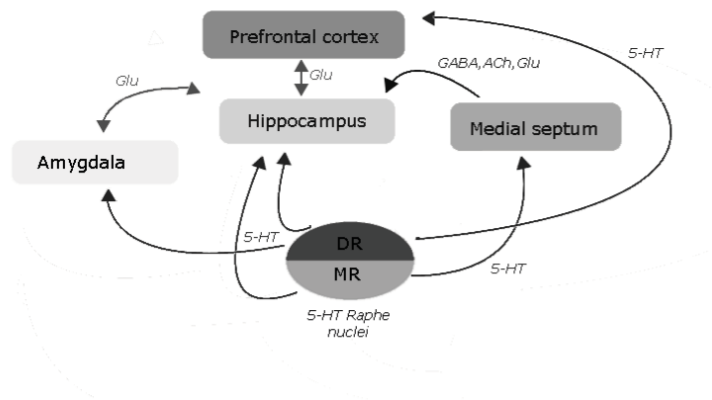 Prefrontal cortex
5-HT
GABA, ACh, Glu
Glu
Glu
Hippocampus
Medial septum
Amygdala
5-HT
DR
MR
5-HT
5-HT Raphe
nuclei